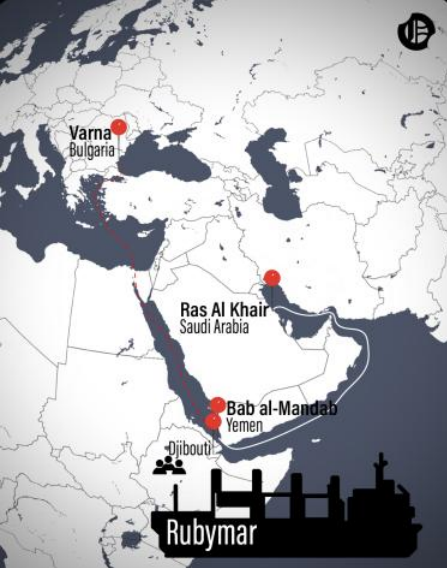 Varna
Bulgaria
Ras Al Khair
Saudi Arabia
Bab al-Mandab
Yemen
Djibouti
Rubymar